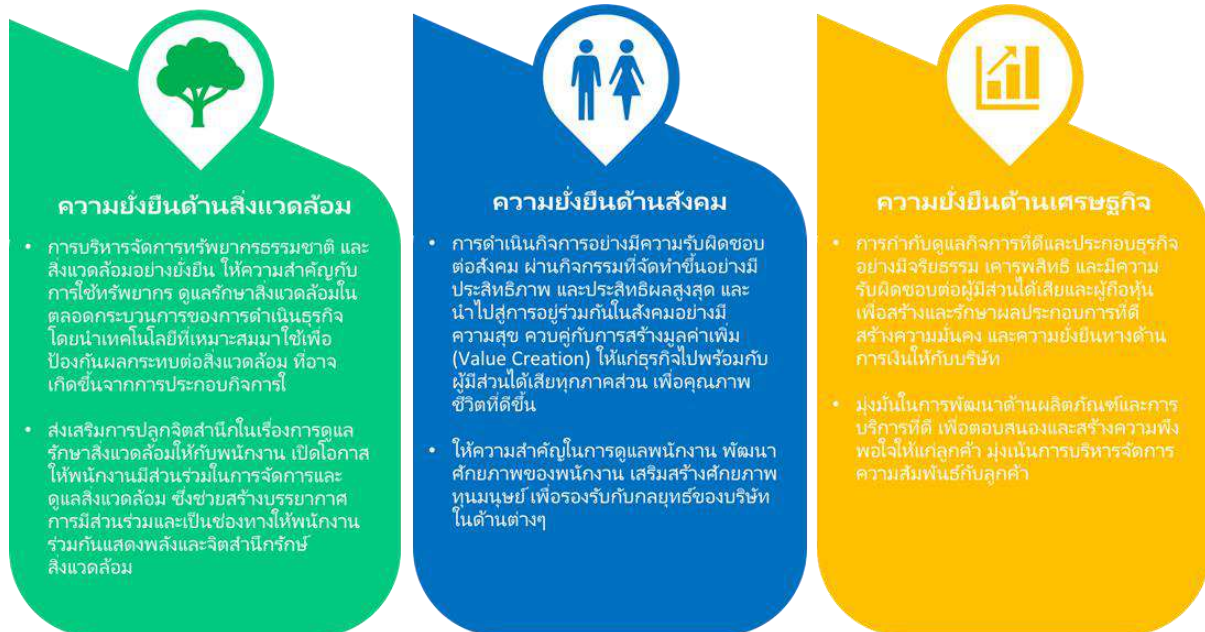 ความยั่งยืนด้านสิ่งแวดล้อม
• การบริหารจัดการทรัพยากรธรรมชาติ และ
สิ่งแวดล้อมอย่างยั่งยืน ให้ความสำคัญกับ
การใช้ทรัพยากร ดูแลรักษาสิ่งแวดล้อมใน
ตลอดกระบวนการของการดำเนินธุรกิจ
โดยนำเทคโนโลยีที่เหมาะสมมาใช้เพื่อ
ป้องกันผลกระทบต่อสิ่งแวดล้อม ที่อาจ
เกิดขึ้นจากการประกอบกิจการใ
• ส่งเสริมการปลูกจิตสำนึกในเรื่องการดูแล
รักษาสิ่งแวดล้อมให้กับพนักงาน เปิดโอกาส
ให้พนักงานมีส่วนร่วมในการจัดการและ
ดูแลสิ่งแวดล้อม ซึ่งช่วยสร้างบรรยากาศ
การมีส่วนร่วมและเป็นช่องทางให้พนักงาน
ร่วมกันแสดงพลังและจิตสำนึกรักษ์
สิ่งแวดล้อม
ความยั่งยืนด้านสังคม
• การดำเนินกิจการอย่างมีความรับผิดชอบ
ต่อสังคม ผ่านกิจกรรมที่จัดทำขึ้นอย่างมี
ประสิทธิภาพ และประสิทธิผลสูงสุด และ
นำไปสู่การอยู่ร่วมกันในสังคมอย่างมี
ความสุข ควบคู่กับการสร้างมูลค่าเพิ่ม
(Value Creation) ให้แก่ธุรกิจไปพร้อมกับ
ผู้มีส่วนได้เสียทุกภาคส่วน เพื่อคุณภาพ
ชีวิตที่ดีขึ้น
• ให้ความสำคัญในการดูแลพนักงาน พัฒนา
ศักยภาพของพนักงาน เสริมสร้างศักยภาพ
ทุนมนุษย์ เพื่อรองรับกับกลยุทธ์ของบริษัท
ในด้านต่างๆ
ความยั่งยืนด้านเศรษฐกิจ
• การกำกับดูแลกิจการที่ดีและประกอบธุรกิจ
อย่างมีจริยธรรม เคารพสิทธิ และมีความ
รับผิดชอบต่อผู้มีส่วนได้เสียและผู้ถือหุ้น
เพื่อสร้างและรักษาผลประกอบการที่ดี
สร้างความมั่นคง และความยั่งยืนทางด้าน
การเงินให้กับบริษัท
• มุ่งมั่นในการพัฒนาด้านผลิตภัณฑ์และการ
บริการที่ดี เพื่อตอบสนองและสร้างความพึง
พอใจให้แก่ลูกค้า มุ่งเน้นการบริหารจัดการ
ความสัมพันธ์กับลูกค้า